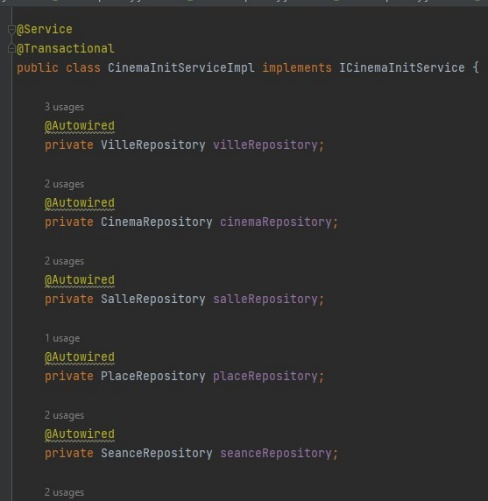 @Service
@Transactional
public class CinemaInitServiceImpl implements ICinemaInitService {
3 usages
@Autowired
private VilleRepository villeRepository;
2 usages
@Autowired
private CinemaRepository cinemaRepository;
2 usages
@Autowired
private SalleRepository salleRepository;
1 usage
@Autowired
private PlaceRepository placeRepository;
2 usages
@Autowired
private SeanceRepository seanceRepository;
2 usages